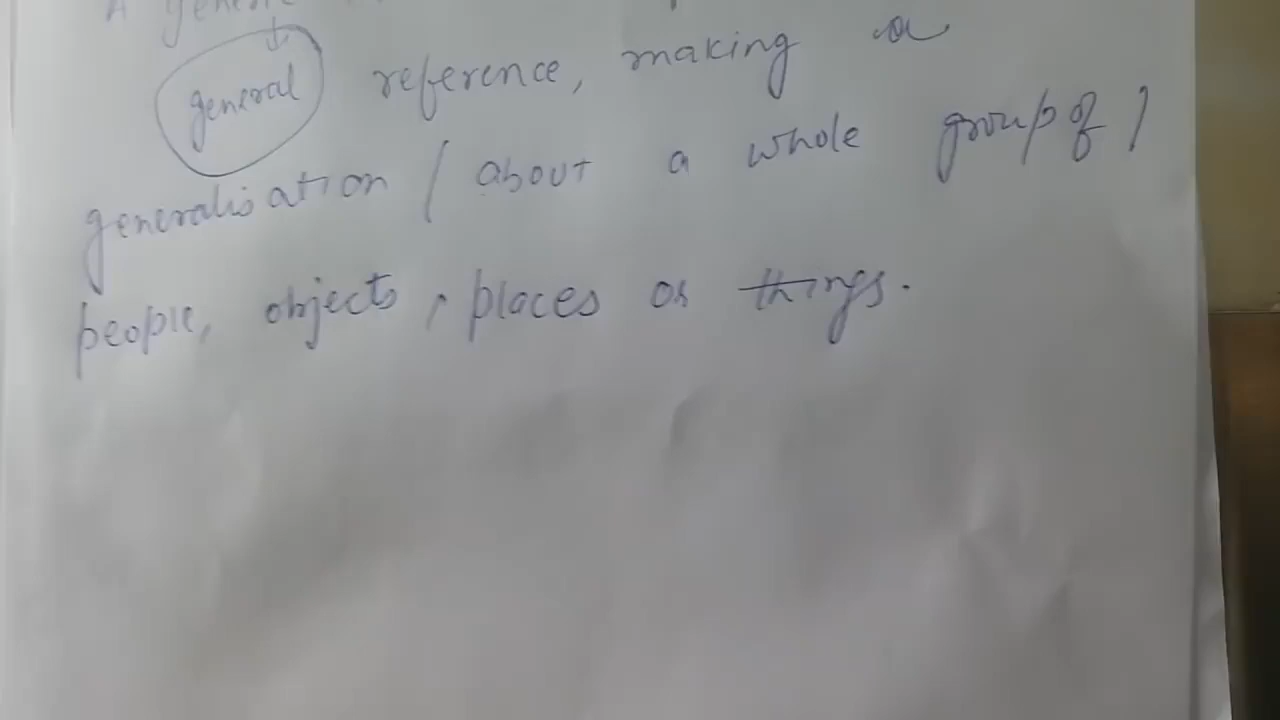 A
general reference, making a
generalisation / about a whole group of /
people, objects, places or things.